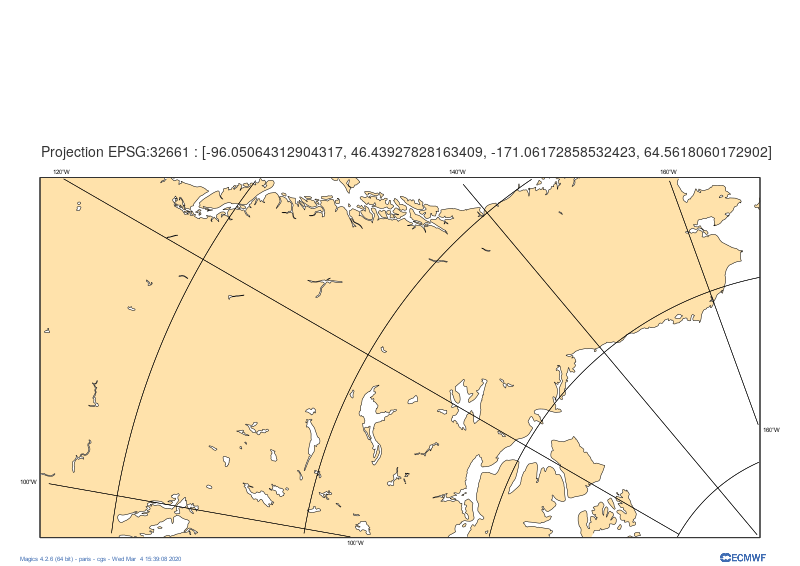 Projection EPSG:32661 : [-96.05064312904317, 46.43927828163409, -171.06172858532423, 64.5618060172902]
120°W 140°W 160°W
160°W
100°W
100°W
Magics 4.2.6 (64 bit) - paris - cgs - Wed Mar 4 15:39:08 2020
ECMWF